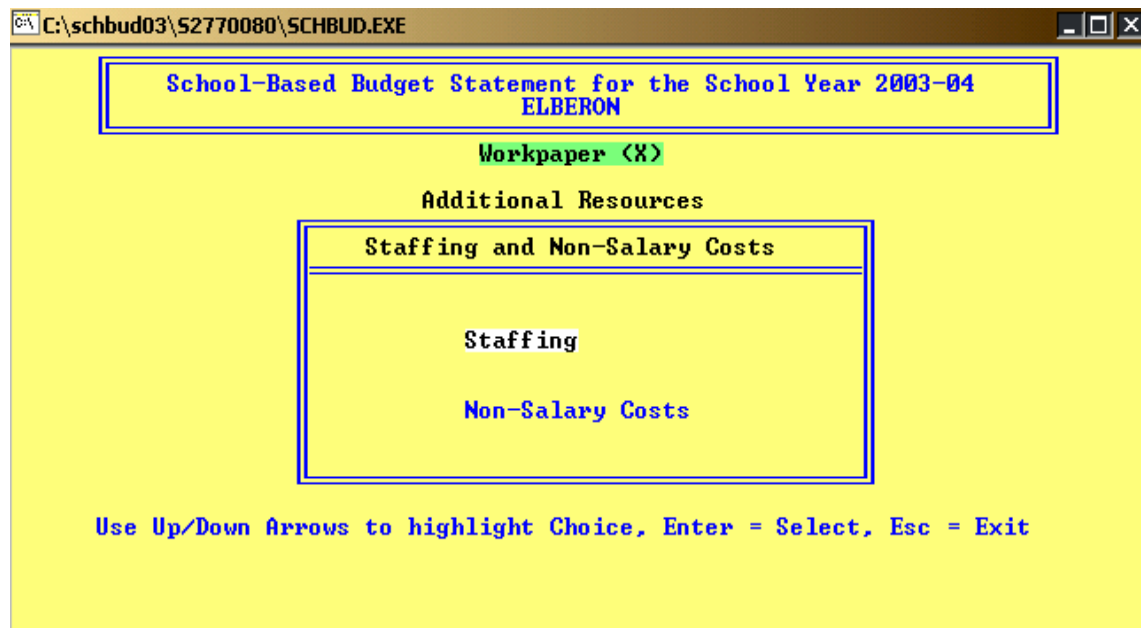 C:\schbud03\S2770080\SCHBUD.EXE
School-Based Budget Statement for the School Year 2003-04
ELBERON
Workpaper (X)
Additional Resources
Staffing and Non-Salary Costs
Staffing
Non-Salary Costs
Use Up/Down Arrows to highlight Choice, Enter = Select, Esc = Exit